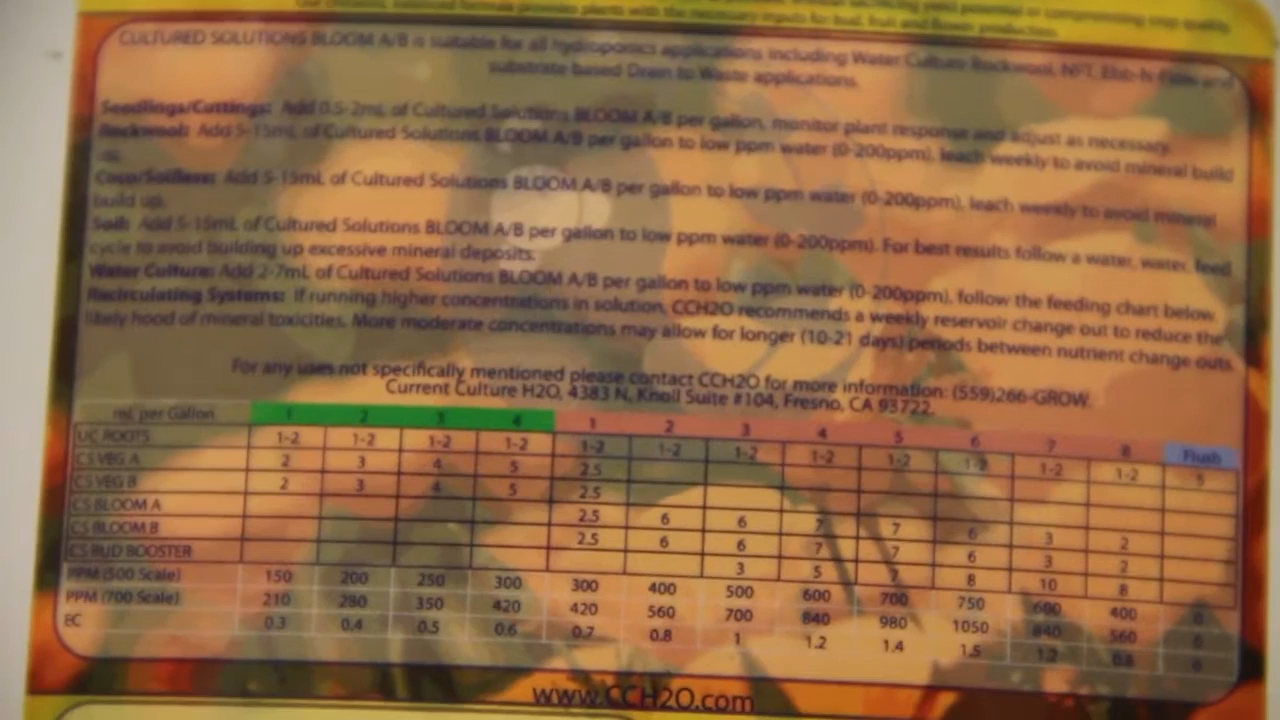 Our chelated, balanced formula provides plants with the necessary inputs for bud, fruit and flower production.
CULTURED SOLUTIONS BLOOM A/B is suitable for all hydroponics applications including Water Culture Rockwool, NFT, Ebb-N-Flow and
substrate based Drain to Waste applications.
Seedlings/Cuttings: Add 0.5-2mL of Cultured Solutions BLOOM A/B per gallon, monitor plant response and adjust as necessary.
Rockwool: Add 5-15mL of Cultured Solutions BLOOM A/B per gallon to low ppm water (0-200ppm), leach weekly to avoid mineral build
up.
Coco/Soilless: Add 5-15mL of Cultured Solutions BLOOM A/B per gallon to low ppm water (0-200ppm), leach weekly to avoid mineral
build up.
Soil: Add 5-15mL of Cultured Solutions BLOOM A/B per gallon to low ppm water (0-200ppm). For best results follow a water, water, feed
cycle to avoid building up excessive mineral deposits.
Water Culture: Add 2-7mL of Cultured Solutions BLOOM A/B per gallon to low ppm water (0-200ppm), follow the feeding chart below
Recirculating Systems: If running higher concentrations in solution, CCH2O recommends a weekly reservoir change out to reduce the
likely hood of mineral toxicities. More moderate concentrations may allow for longer (10-21 days) periods between nutrient change outs.
For any uses not specifically mentioned please contact CCH2O for more information: (559)266-GROW.
Current Culture H2O, 4383 N, Knoll Suite #104, Fresno, CA 93722.
mL per Gallon 1 2 3 4 1 2 3 4 5 6 7 8 Flush
UC ROOTS 1-2 1-2 1-2 1-2 1-2 1-2 1-2 1-2 1-2 1-2 1-2 1-2 5
CS VEG A 2 3 4 5 2.5
CS VEG B 2 3 4 5 2.5
CS BLOOM A 2.5 6 6 7 7 6 3 2
CS BLOOM B 2.5 6 6 7 7 6 3 2
CS BUD BOOSTER 3 5 7 8 10 8
PPM (500 Scale) 150 200 250 300 300 400 500 600 700 750 600 400 0
PPM (700 Scale) 210 280 350 420 420 560 700 840 980 1050 840 560 0
EC 0.3 0.4 0.5 0.6 0.7 0.8 1 1.2 1.4 1.5 1.2 0.8 0
www.CCH2O.com